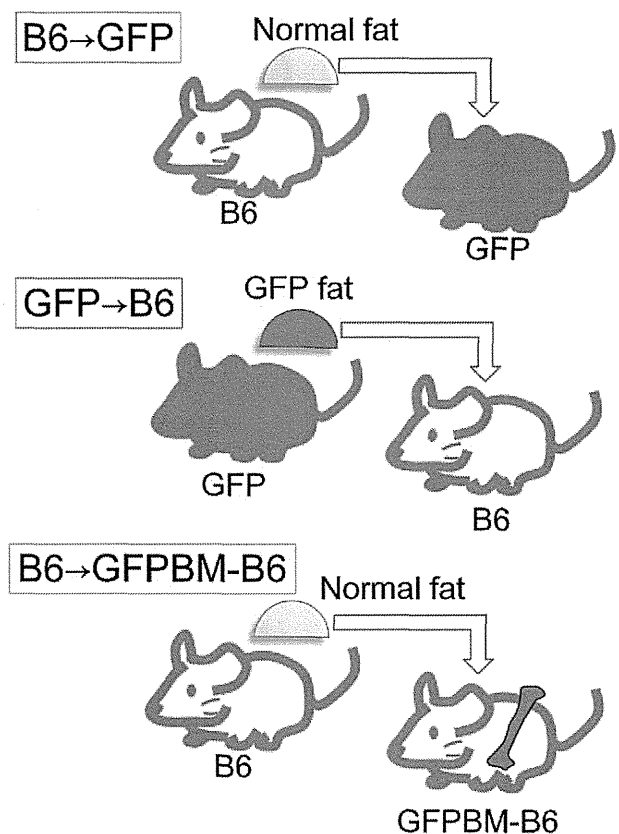 B6→GFP
Normal fat
B6
GFP
GFP→B6
GFP fat
GFP
B6
B6→GFPBM-B6
Normal fat
B6
GFPBM-B6